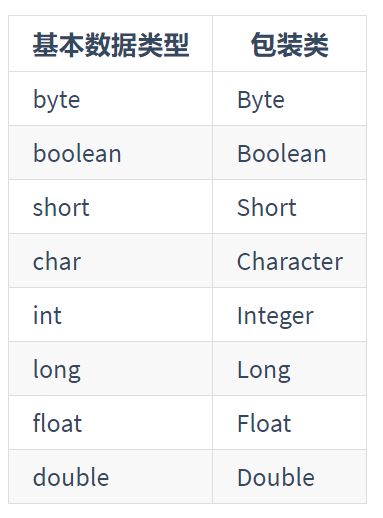 基本数据类型 包装类
byte Byte
boolean Boolean
short Short
char Character
int Integer
long Long
float Float
double Double